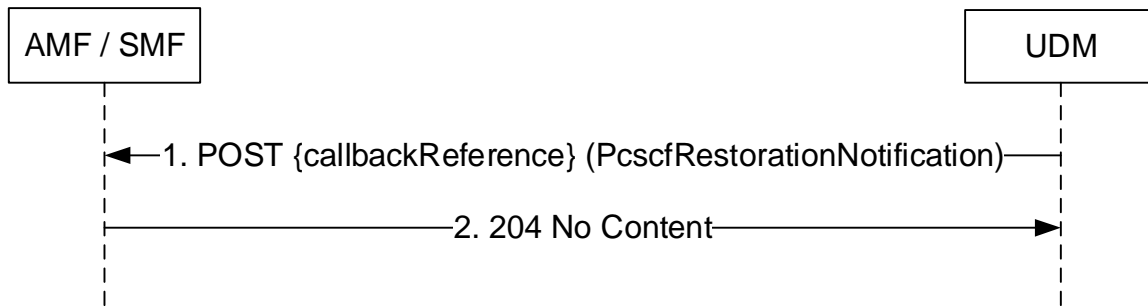 AMF / SMF
UDM
1. POST {callbackReference} (PcscfRestorationNotification)
2. 204 No Content